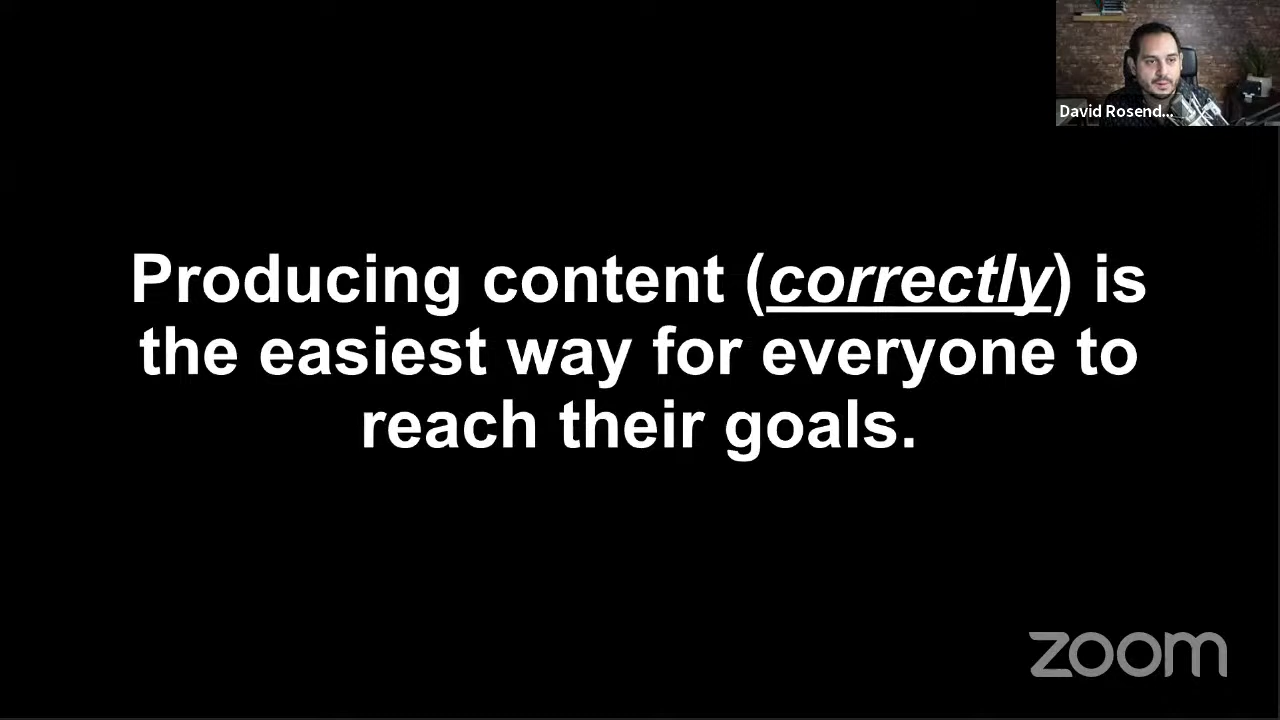 David Rosend...
Producing content (correctly) is
the easiest way for everyone to
reach their goals.
zoom